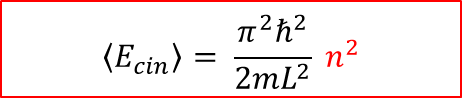 ⟨E_cin⟩ = π²ħ² / 2mL² n²